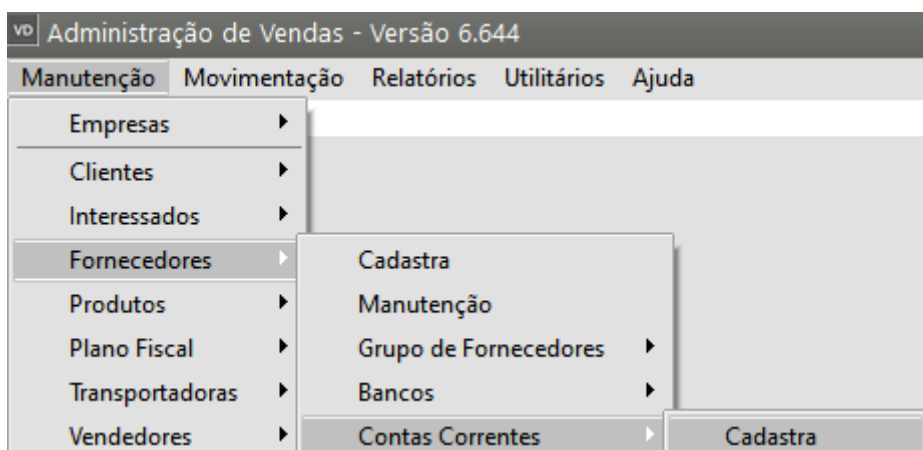 VD Administração de Vendas - Versão 6.644
Manutenção Movimentação Relatórios Utilitários Ajuda
Empresas
Clientes
Interessados
Fornecedores Cadastra
Produtos Manutenção
Plano Fiscal Grupo de Fornecedores
Transportadoras Bancos
Vendedores Contas Correntes Cadastra